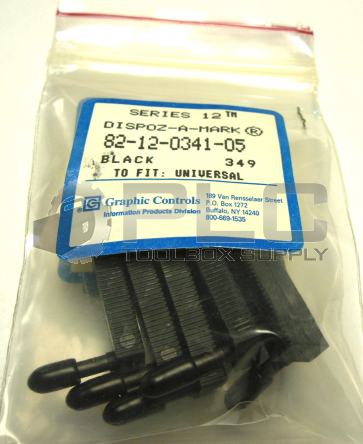 SERIES 12™
DISPOZ-A-MARK®
82-12-0341-05
BLACK 349
TO FIT: UNIVERSAL
Graphic Controls
Information Products Division
189 Van Rensselaer Street
P.O. Box 1272
Buffalo, NY 14240
800-669-1535
PLC
TOOLBOX SUPPLY